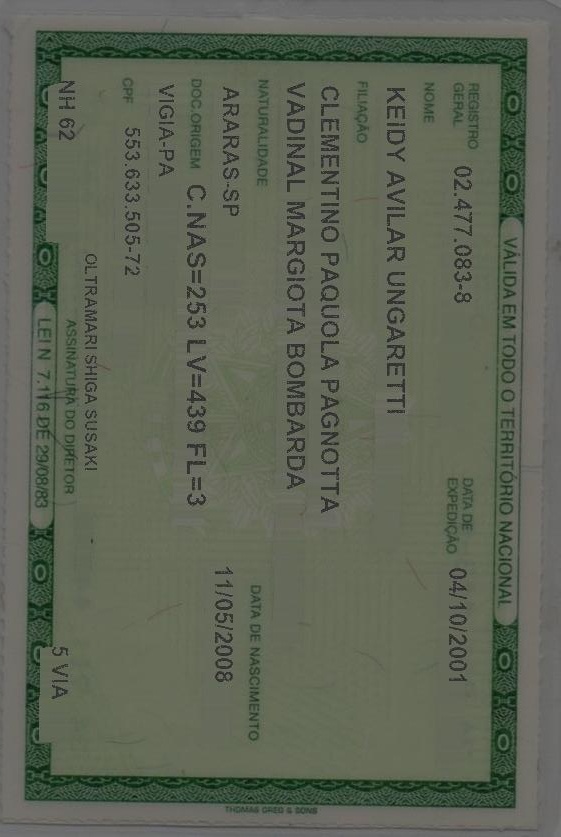 VÁLIDA EM TODO O TERRITÓRIO NACIONAL
REGISTRO GERAL 02.477.083-8 DATA DE EXPEDIÇÃO 04/10/2001
NOME
KEIDY AVILAR UNGARETTI
FILIAÇÃO
CLEMENTINO PAQUOLA PAGNOTTA
VADINAL MARGIOTA BOMBARDA
NATURALIDADE DATA DE NASCIMENTO
ARARAS-SP 11/05/2008
DOC.ORIGEM C.NAS=253 LV=439 FL=3
VIGIA-PA
CPF 553.633.505-72
OLTRAMARI SHIGA SUSAKI
NH 62 ASSINATURA DO DIRETOR 5 VIA
LEI N 7.116 DE 29/08/83
THOMAS GREG & SONS